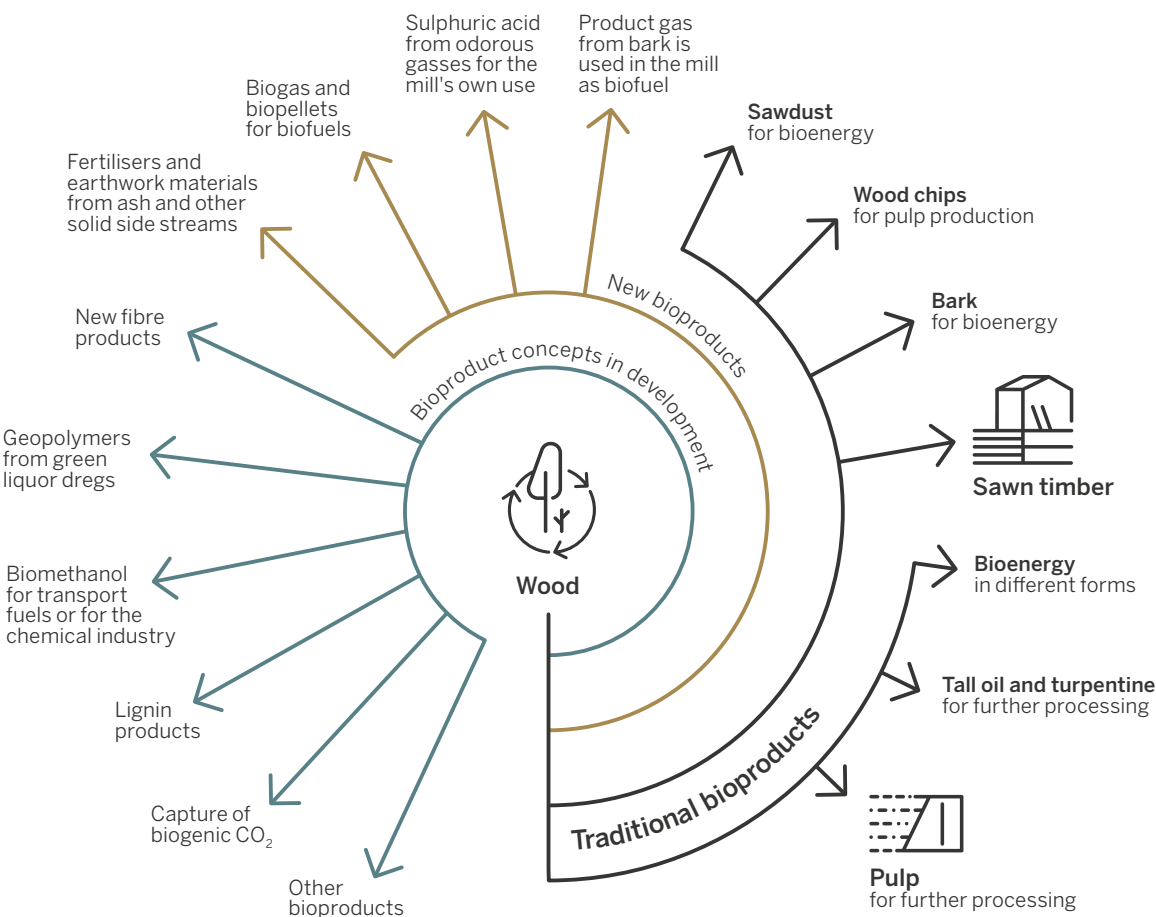 Sulphuric acid
from odorous
gasses for the
mill's own use
Product gas
from bark is
used in the mill
as biofuel
Biogas and
biopellets
for biofuels
Sawdust
for bioenergy
Fertilisers and
earthwork materials
from ash and other
solid side streams
Wood chips
for pulp production
New fibre
products
New bioproducts
Bark
for bioenergy
Bioproduct concepts in development
Geopolymers
from green
liquor dregs
Sawn timber
Biomethanol
for transport
fuels or for the
chemical industry
Wood
Bioenergy
in different forms
Lignin
products
Tall oil and turpentine
for further processing
Traditional bioproducts
Capture of
biogenic CO₂
Pulp
for further processing
Other
bioproducts